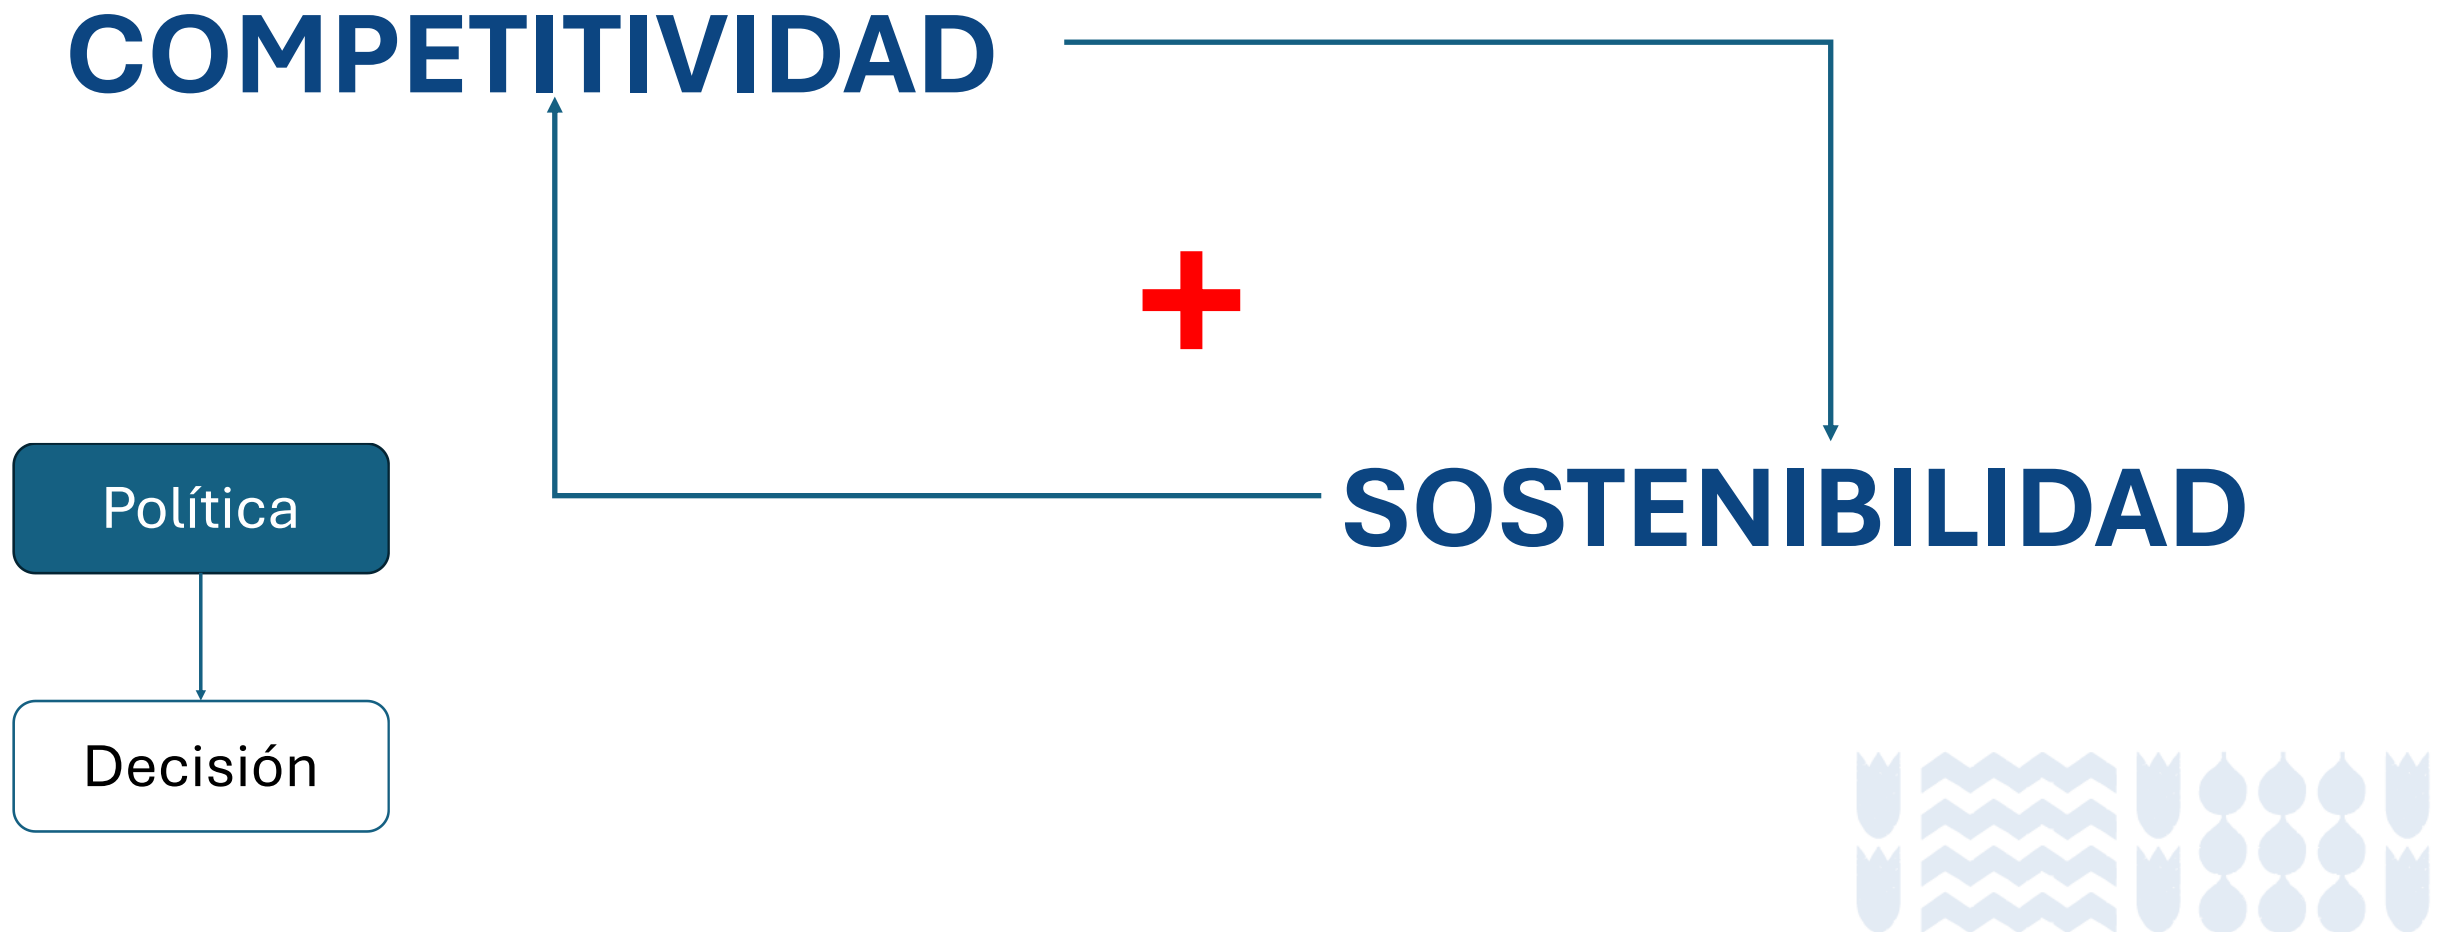 COMPETITIVIDAD
+
SOSTENIBILIDAD
Política
Decisión